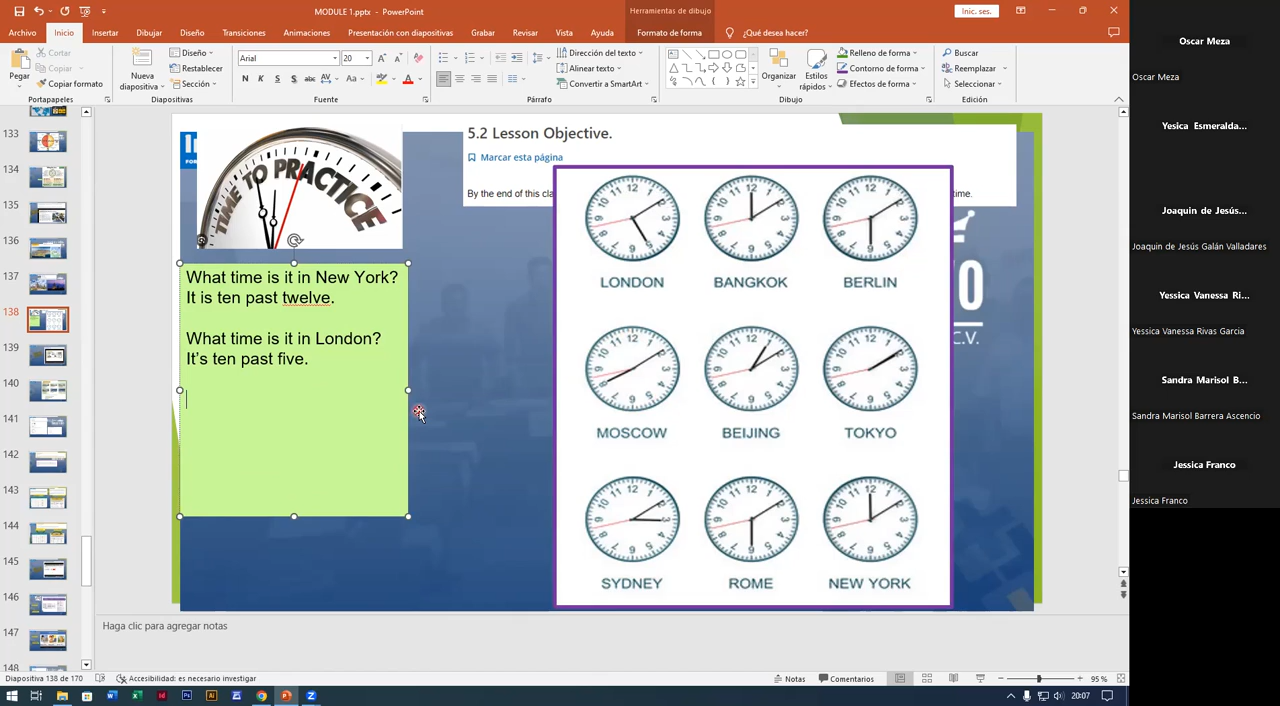 MODULE 1.pptx - PowerPoint
Herramientas de dibujo
Inic. ses.
Archivo
Inicio
Insertar
Dibujar
Diseño
Transiciones
Animaciones
Presentación con diapositivas
Grabar
Revisar
Vista
Ayuda
Formato de forma
¿Qué desea hacer?
Pegar
Cortar
Copiar
Copiar formato
Portapapeles
Nueva diapositiva
Diseño
Restablecer
Sección
Diapositivas
Arial
20
N K S S abc AV Aa A
Fuente
Dirección del texto
Alinear texto
Convertir a SmartArt
Párrafo
Organizar
Estilos rápidos
Relleno de forma
Contorno de forma
Efectos de forma
Dibujo
Buscar
Reemplazar
Seleccionar
Edición
133
134
135
136
137
138
139
140
141
142
143
144
145
146
147
148
TIME TO PRACTICE
5.2 Lesson Objective.
Marcar esta página
By the end of this cla
time.
What time is it in New York?
It is ten past twelve.
What time is it in London?
It's ten past five.
LONDON
BANGKOK
BERLIN
MOSCOW
BEIJING
TOKYO
SYDNEY
ROME
NEW YORK
C.V.
Haga clic para agregar notas
Diapositiva 138 de 170
Accesibilidad: es necesario investigar
Notas
Comentarios
95 %
20:07
Oscar Meza
Oscar Meza
Yesica Esmeralda...
Joaquin de Jesús...
Joaquin de Jesús Galán Valladares
Yessica Vanessa Ri...
Yessica Vanessa Rivas Garcia
Sandra Marisol B...
Sandra Marisol Barrera Ascencio
Jessica Franco
Jessica Franco